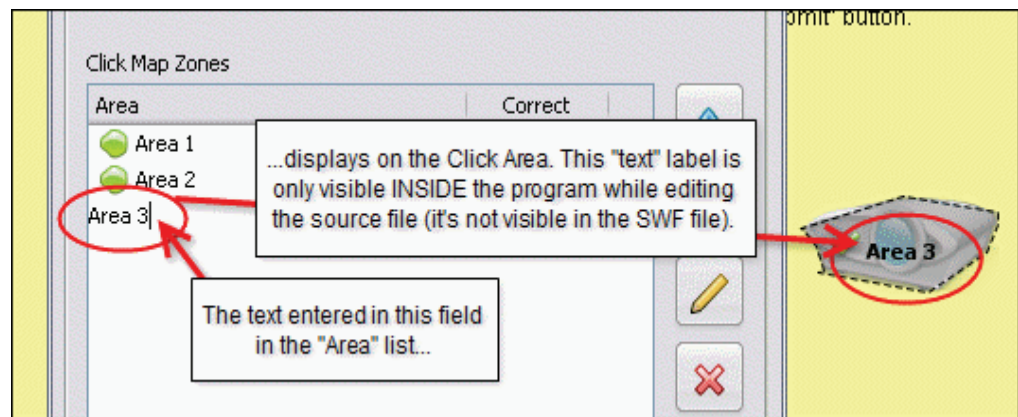 omit' button.
Click Map Zones
Area Correct
Area 1
Area 2
Area 3
...displays on the Click Area. This "text" label is
only visible INSIDE the program while editing
the source file (it's not visible in the SWF file).
Area 3
The text entered in this field
in the "Area" list...